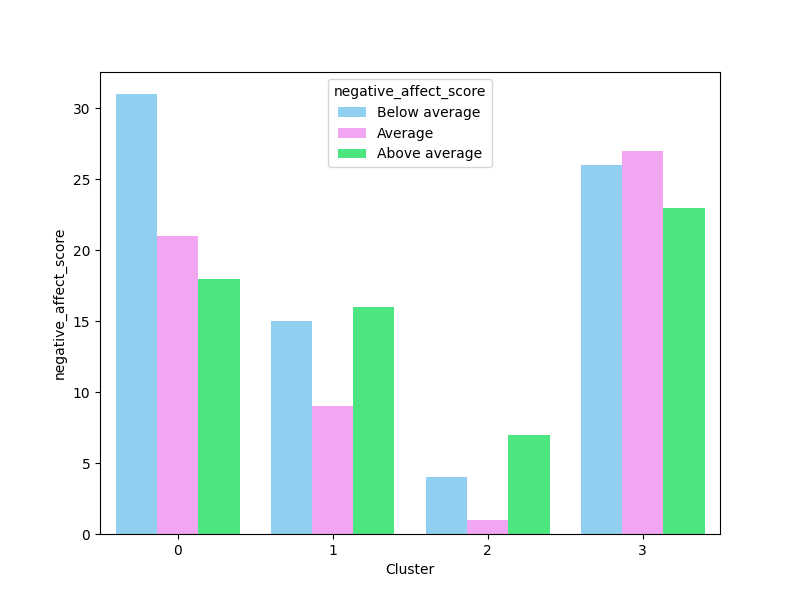 negative_affect_score
Below average
Average
Above average
negative_affect_score
30
25
20
15
10
5
0
0 1 2 3
Cluster